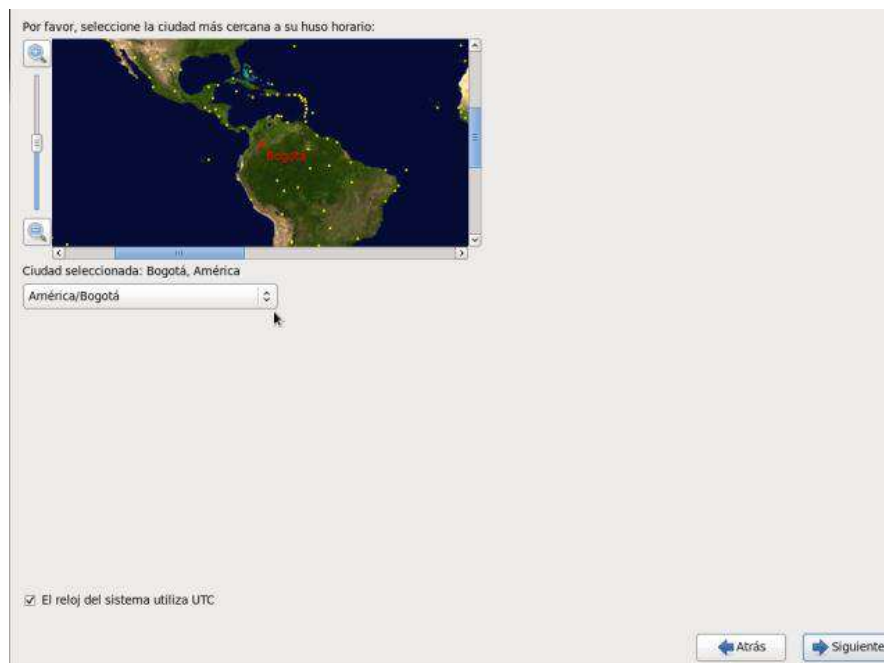 Por favor, seleccione la ciudad más cercana a su huso horario:
Bogotá
Ciudad seleccionada: Bogotá, América
América/Bogotá
El reloj del sistema utiliza UTC
Atrás
Siguiente